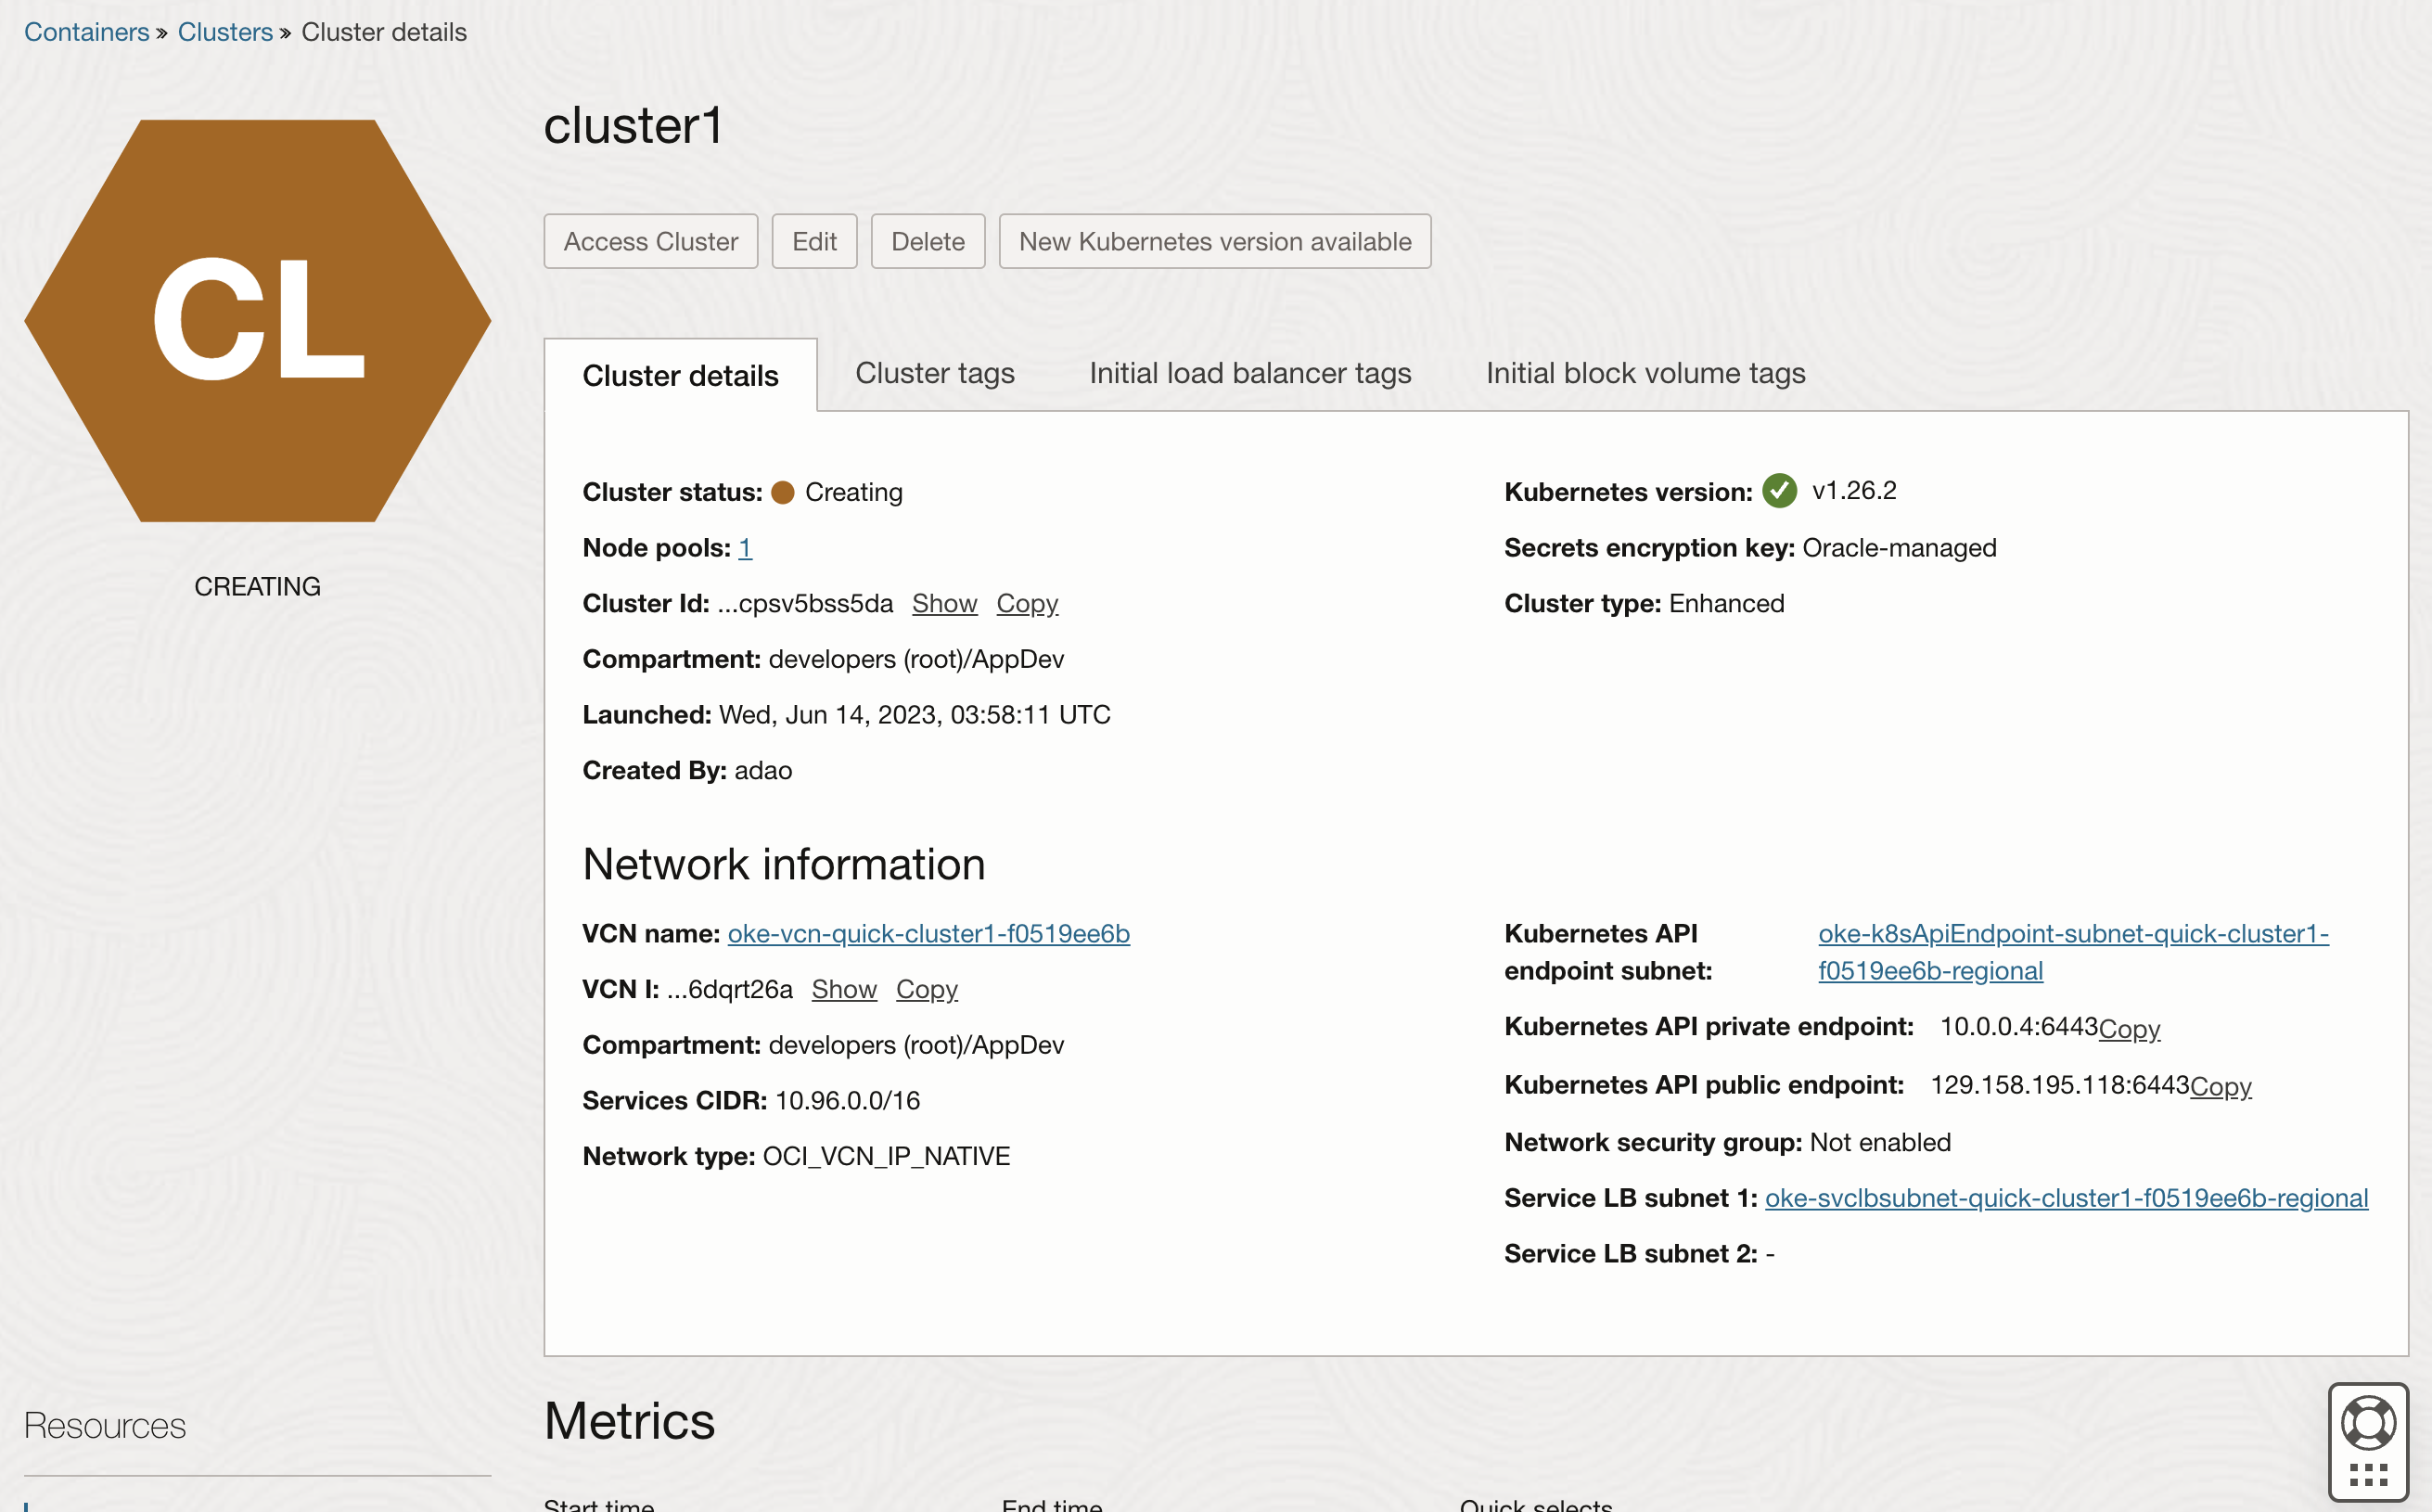 Containers » Clusters » Cluster details
CL
CREATING
cluster1
Access Cluster
Edit
Delete
New Kubernetes version available
Cluster details
Cluster tags
Initial load balancer tags
Initial block volume tags
Cluster status: Creating
Node pools: 1
Cluster Id: ...cpsv5bss5da Show Copy
Compartment: developers (root)/AppDev
Launched: Wed, Jun 14, 2023, 03:58:11 UTC
Created By: adao
Kubernetes version: v1.26.2
Secrets encryption key: Oracle-managed
Cluster type: Enhanced
Network information
VCN name: oke-vcn-quick-cluster1-f0519ee6b
VCN I: ...6dqrt26a Show Copy
Compartment: developers (root)/AppDev
Services CIDR: 10.96.0.0/16
Network type: OCI_VCN_IP_NATIVE
Kubernetes API endpoint subnet: oke-k8sApiEndpoint-subnet-quick-cluster1-
f0519ee6b-regional
Kubernetes API private endpoint: 10.0.0.4:6443 Copy
Kubernetes API public endpoint: 129.158.195.118:6443 Copy
Network security group: Not enabled
Service LB subnet 1: oke-svclbsubnet-quick-cluster1-f0519ee6b-regional
Service LB subnet 2: -
Resources
Metrics
Start time
End time
Quick selects